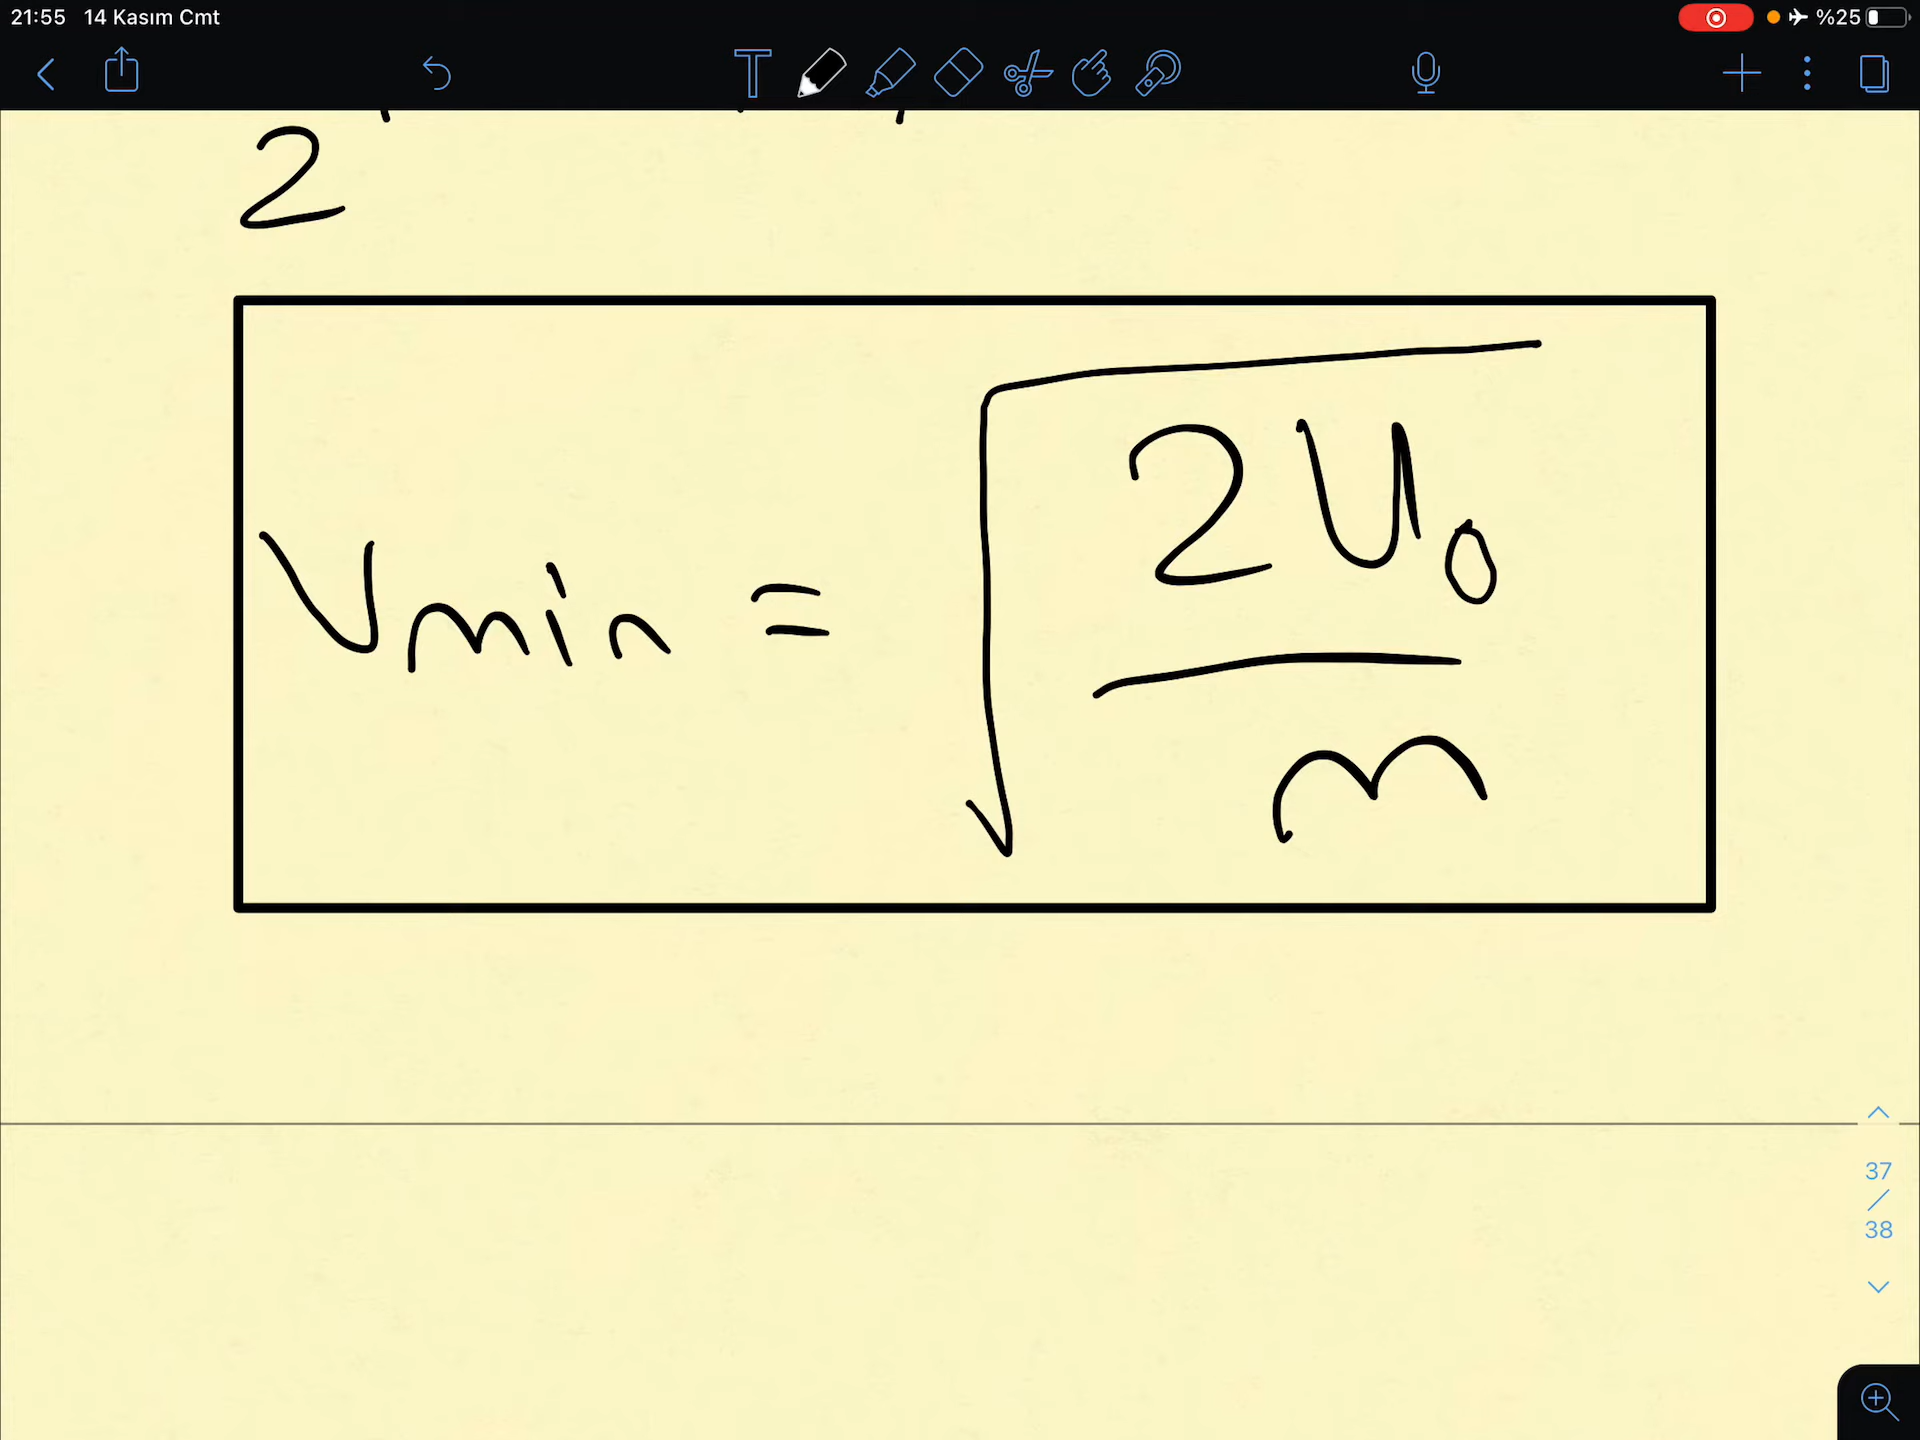 21:55 14 Kasım Cmt %25
T
2
Vmin = √(2U₀/m)
37
/
38